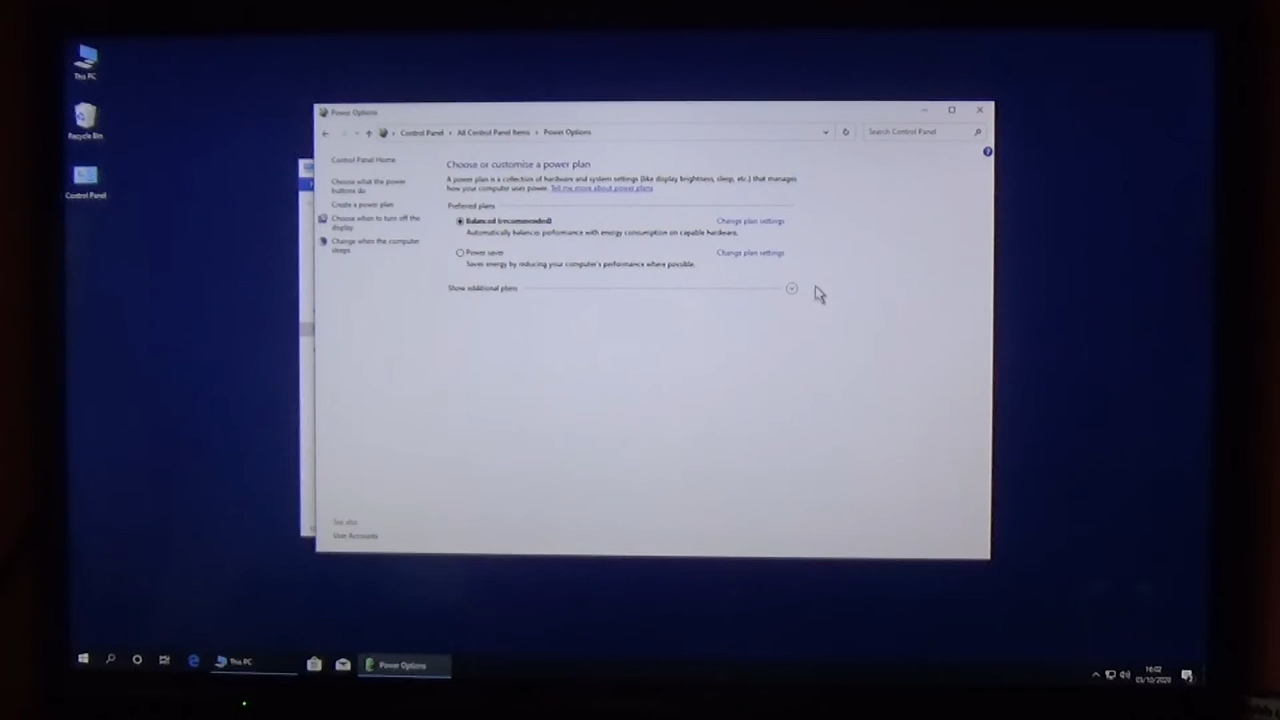 This PC
Recycle Bin
Control Panel
Power Options
Control Panel › All Control Panel Items › Power Options
Search Control Panel
Control Panel Home
Choose what the power
buttons do
Create a power plan
Choose when to turn off the
display
Change when the computer
sleeps
Choose or customise a power plan
A power plan is a collection of hardware and system settings (like display brightness, sleep, etc.) that manages
how your computer uses power. Tell me more about power plans
Preferred plans
Balanced (recommended)
Change plan settings
Automatically balances performance with energy consumption on capable hardware.
Power saver
Change plan settings
Saves energy by reducing your computer's performance where possible.
Show additional plans
See also
User Accounts
This PC
Power Options
16:02
03/10/2020